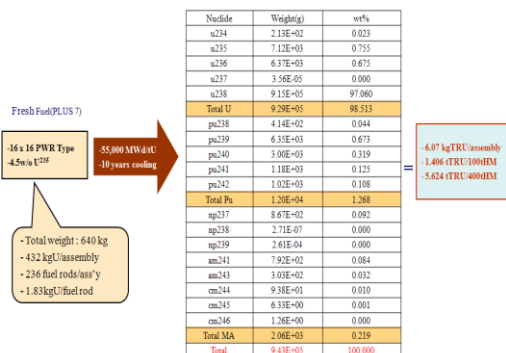 Fresh Fuel(PLUS 7)
-16 x 16 PWR Type
-4.5w/o U235
-55,000 MWd/tU
-10 years cooling
- Total weight : 640 kg
- 432 kgU/assembly
- 236 fuel rods/ass'y
- 1.83kgU/fuel rod
Nuclide Weight(g) wt%
u234 2.13E+02 0.023
u235 7.12E+03 0.755
u236 6.37E+03 0.675
u237 3.56E-05 0.000
u238 9.15E+05 97.060
Total U 9.29E+05 98.513
pu238 4.14E+02 0.044
pu239 6.35E+03 0.673
pu240 3.00E+03 0.319
pu241 1.18E+03 0.125
pu242 1.02E+03 0.108
Total Pu 1.20E+04 1.268
np237 8.67E+02 0.092
np238 2.71E-07 0.000
np239 2.61E-04 0.000
am241 7.92E+02 0.084
am243 3.03E+02 0.032
cm244 9.38E+01 0.010
cm245 6.33E+00 0.001
cm246 1.26E+00 0.000
Total MA 2.06E+03 0.219
Total 9.43E+05 100.000
=
- 6.07 kgTRU/assembly
- 1.406 tTRU/100tHM
- 5.624 tTRU/400tHM